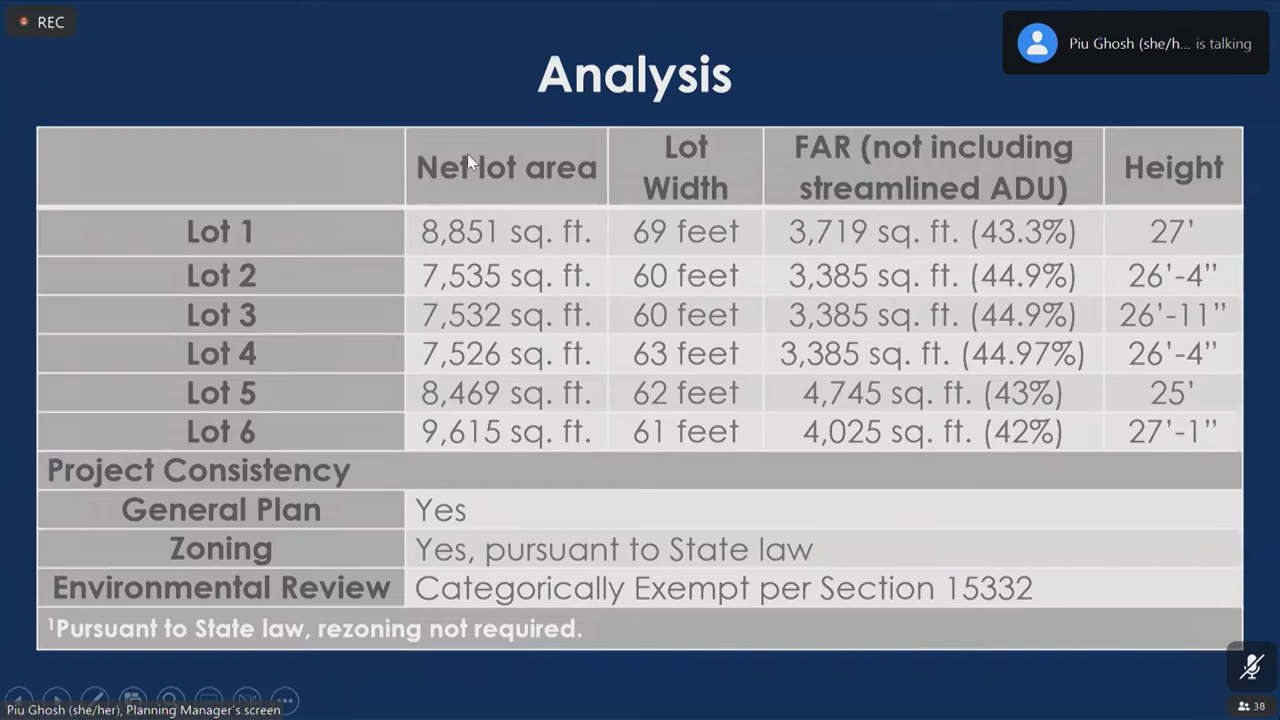 REC
Piu Ghosh (she/h... is talking
Analysis
Net lot area
Lot Width
FAR (not including streamlined ADU)
Height
Lot 1 8,851 sq. ft. 69 feet 3,719 sq. ft. (43.3%) 27'
Lot 2 7,535 sq. ft. 60 feet 3,385 sq. ft. (44.9%) 26'-4”
Lot 3 7,532 sq. ft. 60 feet 3,385 sq. ft. (44.9%) 26'-11”
Lot 4 7,526 sq. ft. 63 feet 3,385 sq. ft. (44.97%) 26'-4”
Lot 5 8,469 sq. ft. 62 feet 4,745 sq. ft. (43%) 25'
Lot 6 9,615 sq. ft. 61 feet 4,025 sq. ft. (42%) 27'-1”
Project Consistency
General Plan Yes
Zoning Yes, pursuant to State law
Environmental Review Categorically Exempt per Section 15332
¹Pursuant to State law, rezoning not required.
Piu Ghosh (she/her), Planning Manager's screen
38